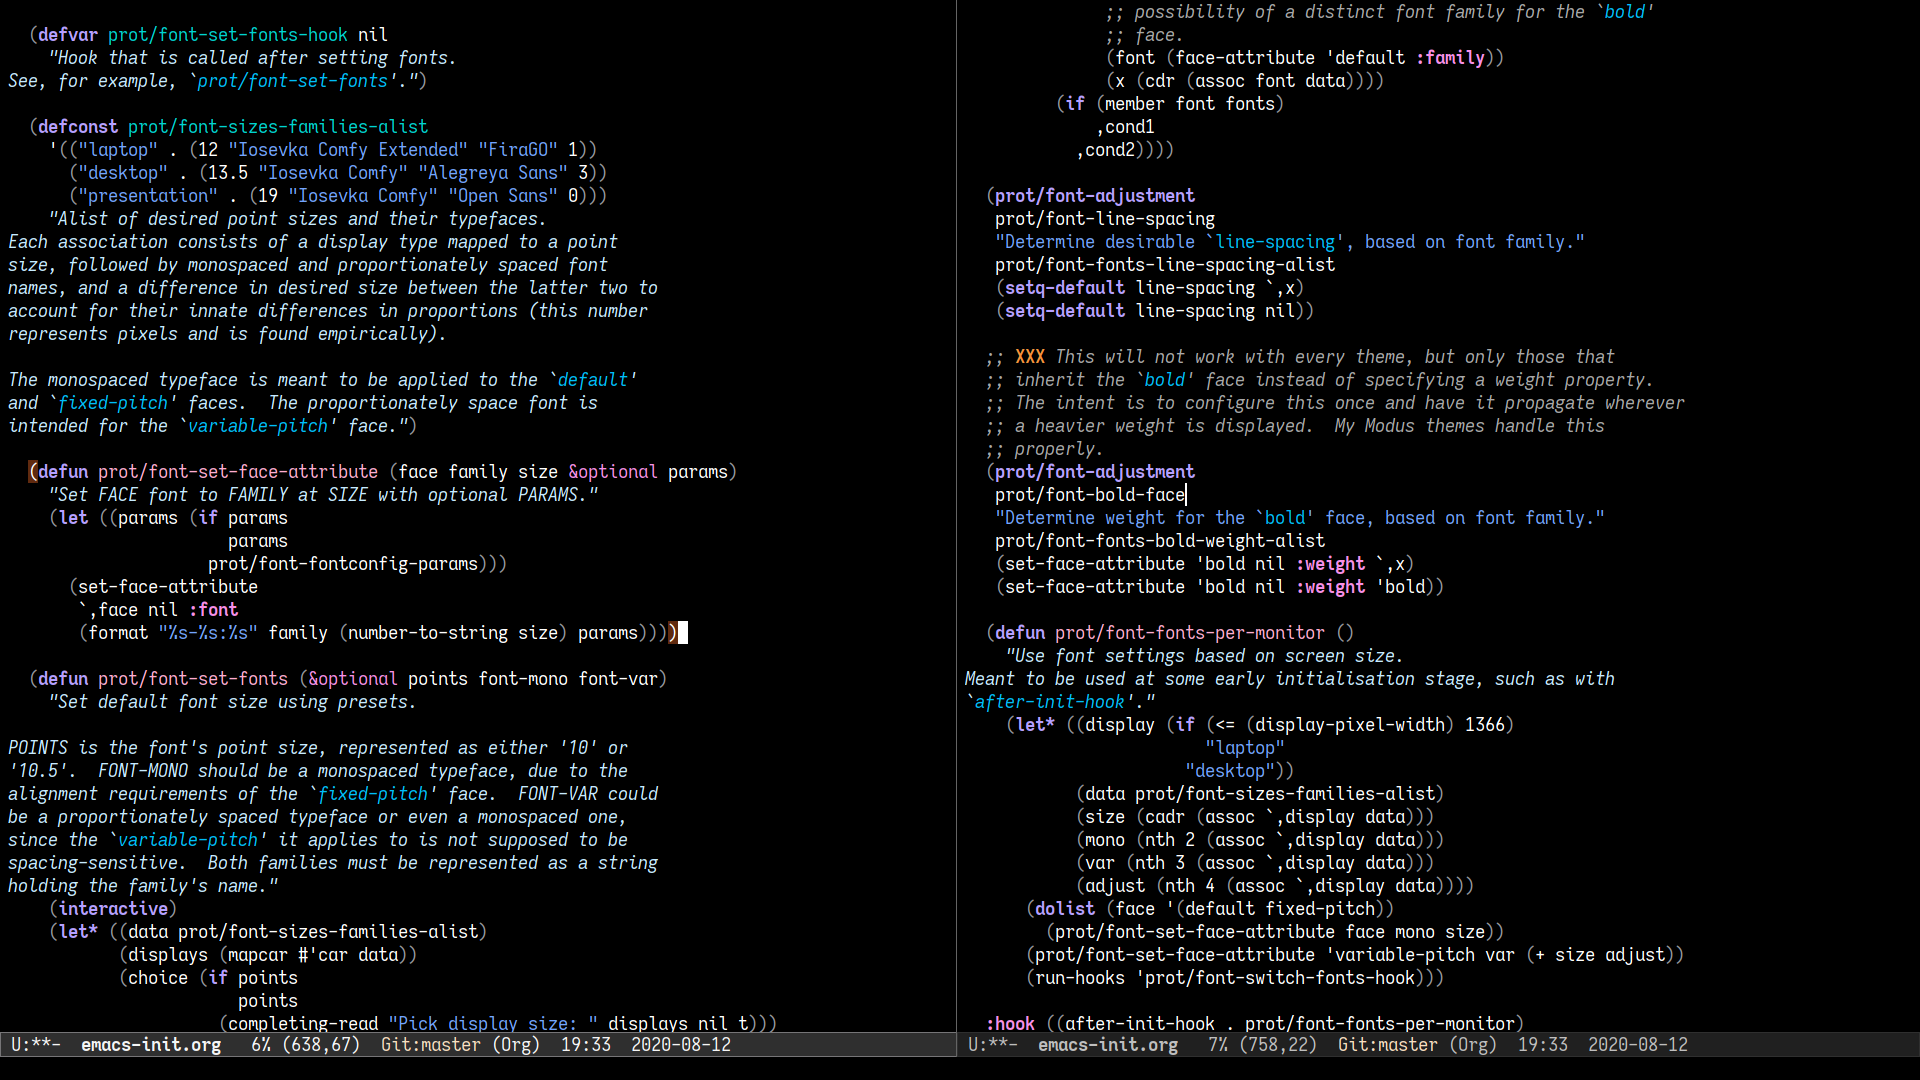 (defvar prot/font-set-fonts-hook nil
"Hook that is called after setting fonts.
See, for example, `prot/font-set-fonts'.")
(defconst prot/font-sizes-families-alist
'(("laptop" . (12 "Iosevka Comfy Extended" "FiraGO" 1))
("desktop" . (13.5 "Iosevka Comfy" "Alegreya Sans" 3))
("presentation" . (19 "Iosevka Comfy" "Open Sans" 0)))
"Alist of desired point sizes and their typefaces.
Each association consists of a display type mapped to a point
size, followed by monospaced and proportionately spaced font
names, and a difference in desired size between the latter two to
account for their innate differences in proportions (this number
represents pixels and is found empirically).
The monospaced typeface is meant to be applied to the `default'
and `fixed-pitch' faces.  The proportionately space font is
intended for the `variable-pitch' face.")
(defun prot/font-set-face-attribute (face family size &optional params)
"Set FACE font to FAMILY at SIZE with optional PARAMS."
(let ((params (if params
params
prot/font-fontconfig-params)))
(set-face-attribute
`,face nil :font
(format "%s-%s:%s" family (number-to-string size) params))))
(defun prot/font-set-fonts (&optional points font-mono font-var)
"Set default font size using presets.
POINTS is the font's point size, represented as either '10' or
'10.5'.  FONT-MONO should be a monospaced typeface, due to the
alignment requirements of the `fixed-pitch' face.  FONT-VAR could
be a proportionately spaced typeface or even a monospaced one,
since the `variable-pitch' it applies to is not supposed to be
spacing-sensitive.  Both families must be represented as a string
holding the family's name."
(interactive)
(let* ((data prot/font-sizes-families-alist)
(displays (mapcar #'car data))
(choice (if points
points
(completing-read "Pick display size: " displays nil t)))
U:**-  emacs-init.org   6% (638,67)  Git:master (Org)  19:33  2020-08-12
;; possibility of a distinct font family for the `bold'
;; face.
(font (face-attribute 'default :family))
(x (cdr (assoc font data))))
(if (member font fonts)
,cond1
,cond2))))
(prot/font-adjustment
prot/font-line-spacing
"Determine desirable `line-spacing', based on font family."
prot/font-fonts-line-spacing-alist
(setq-default line-spacing `,x)
(setq-default line-spacing nil))
;; XXX This will not work with every theme, but only those that
;; inherit the `bold' face instead of specifying a weight property.
;; The intent is to configure this once and have it propagate wherever
;; a heavier weight is displayed.  My Modus themes handle this
;; properly.
(prot/font-adjustment
prot/font-bold-face
"Determine weight for the `bold' face, based on font family."
prot/font-fonts-bold-weight-alist
(set-face-attribute 'bold nil :weight `,x)
(set-face-attribute 'bold nil :weight 'bold))
(defun prot/font-fonts-per-monitor ()
"Use font settings based on screen size.
Meant to be used at some early initialisation stage, such as with
`after-init-hook'."
(let* ((display (if (<= (display-pixel-width) 1366)
"laptop"
"desktop"))
(data prot/font-sizes-families-alist)
(size (cadr (assoc `,display data)))
(mono (nth 2 (assoc `,display data)))
(var (nth 3 (assoc `,display data)))
(adjust (nth 4 (assoc `,display data))))
(dolist (face '(default fixed-pitch))
(prot/font-set-face-attribute face mono size))
(prot/font-set-face-attribute 'variable-pitch var (+ size adjust))
(run-hooks 'prot/font-switch-fonts-hook)))
:hook ((after-init-hook . prot/font-fonts-per-monitor)
U:**-  emacs-init.org   7% (758,22)  Git:master (Org)  19:33  2020-08-12